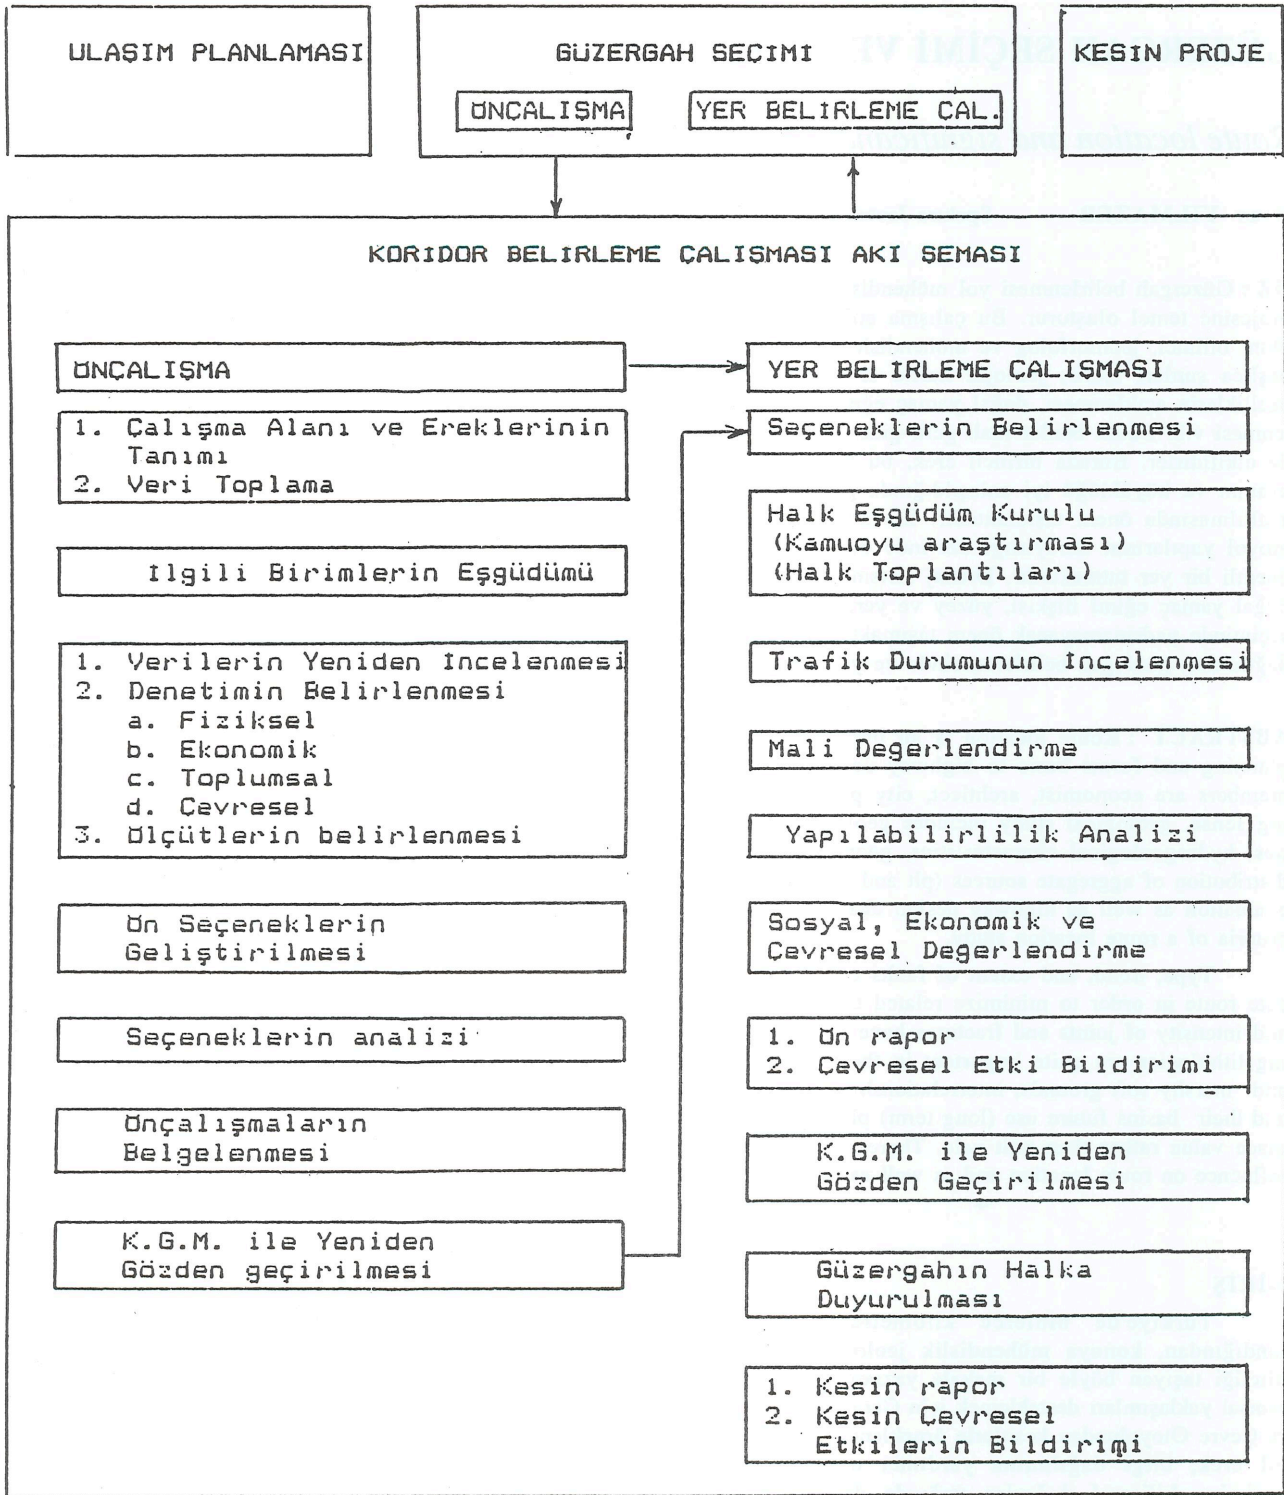 ULAŞIM PLANLAMASI
GÜZERGAH SEÇIMI
KESIN PROJE
ÖNÇALIŞMA
YER BELIRLEME ÇAL.
KORIDOR BELIRLEME ÇALIŞMASI AKI ŞEMASI
ÖNÇALIŞMA
1. Çalışma Alanı ve Ereklerinin
Tanımı
2. Veri Toplama
Ilgili Birimlerin Eşgüdümü
1. Verilerin Yeniden Incelenmesi
2. Denetimin Belirlenmesi
a. Fiziksel
b. Ekonomik
c. Toplumsal
d. Çevresel
3. Ölçütlerin belirlenmesi
Ön Seçeneklerin
Geliştirilmesi
Seçeneklerin analizi
Önçalışmaların
Belgelenmesi
K.G.M. ile Yeniden
Gözden geçirilmesi
YER BELIRLEME ÇALIŞMASI
Seçeneklerin Belirlenmesi
Halk Eşgüdüm Kurulu
(Kamuoyu araştırması)
(Halk Toplantıları)
Trafik Durumunun Incelenmesi
Mali Degerlendirme
Yapılabilirlilik Analizi
Sosyal, Ekonomik ve
Çevresel Degerlendirme
1. Ön rapor
2. Çevresel Etki Bildirimi
K.G.M. ile Yeniden
Gözden Geçirilmesi
Güzergahın Halka
Duyurulması
1. Kesin rapor
2. Kesin Çevresel
Etkilerin Bildirimi